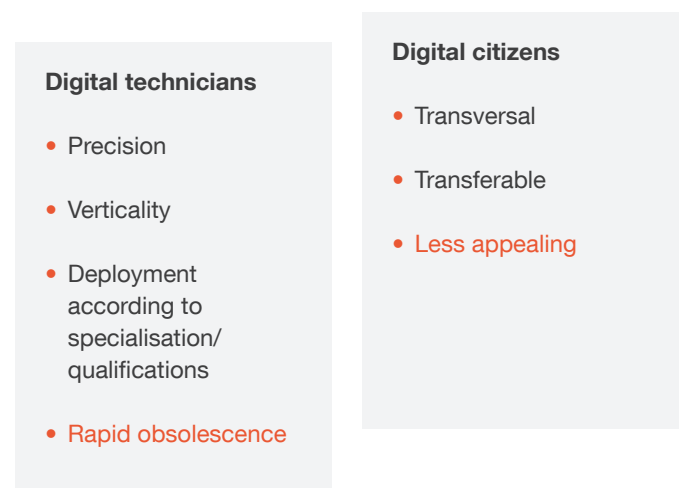 Digital technicians
• Precision
• Verticality
• Deployment
according to
specialisation/
qualifications
• Rapid obsolescence
Digital citizens
• Transversal
• Transferable
• Less appealing